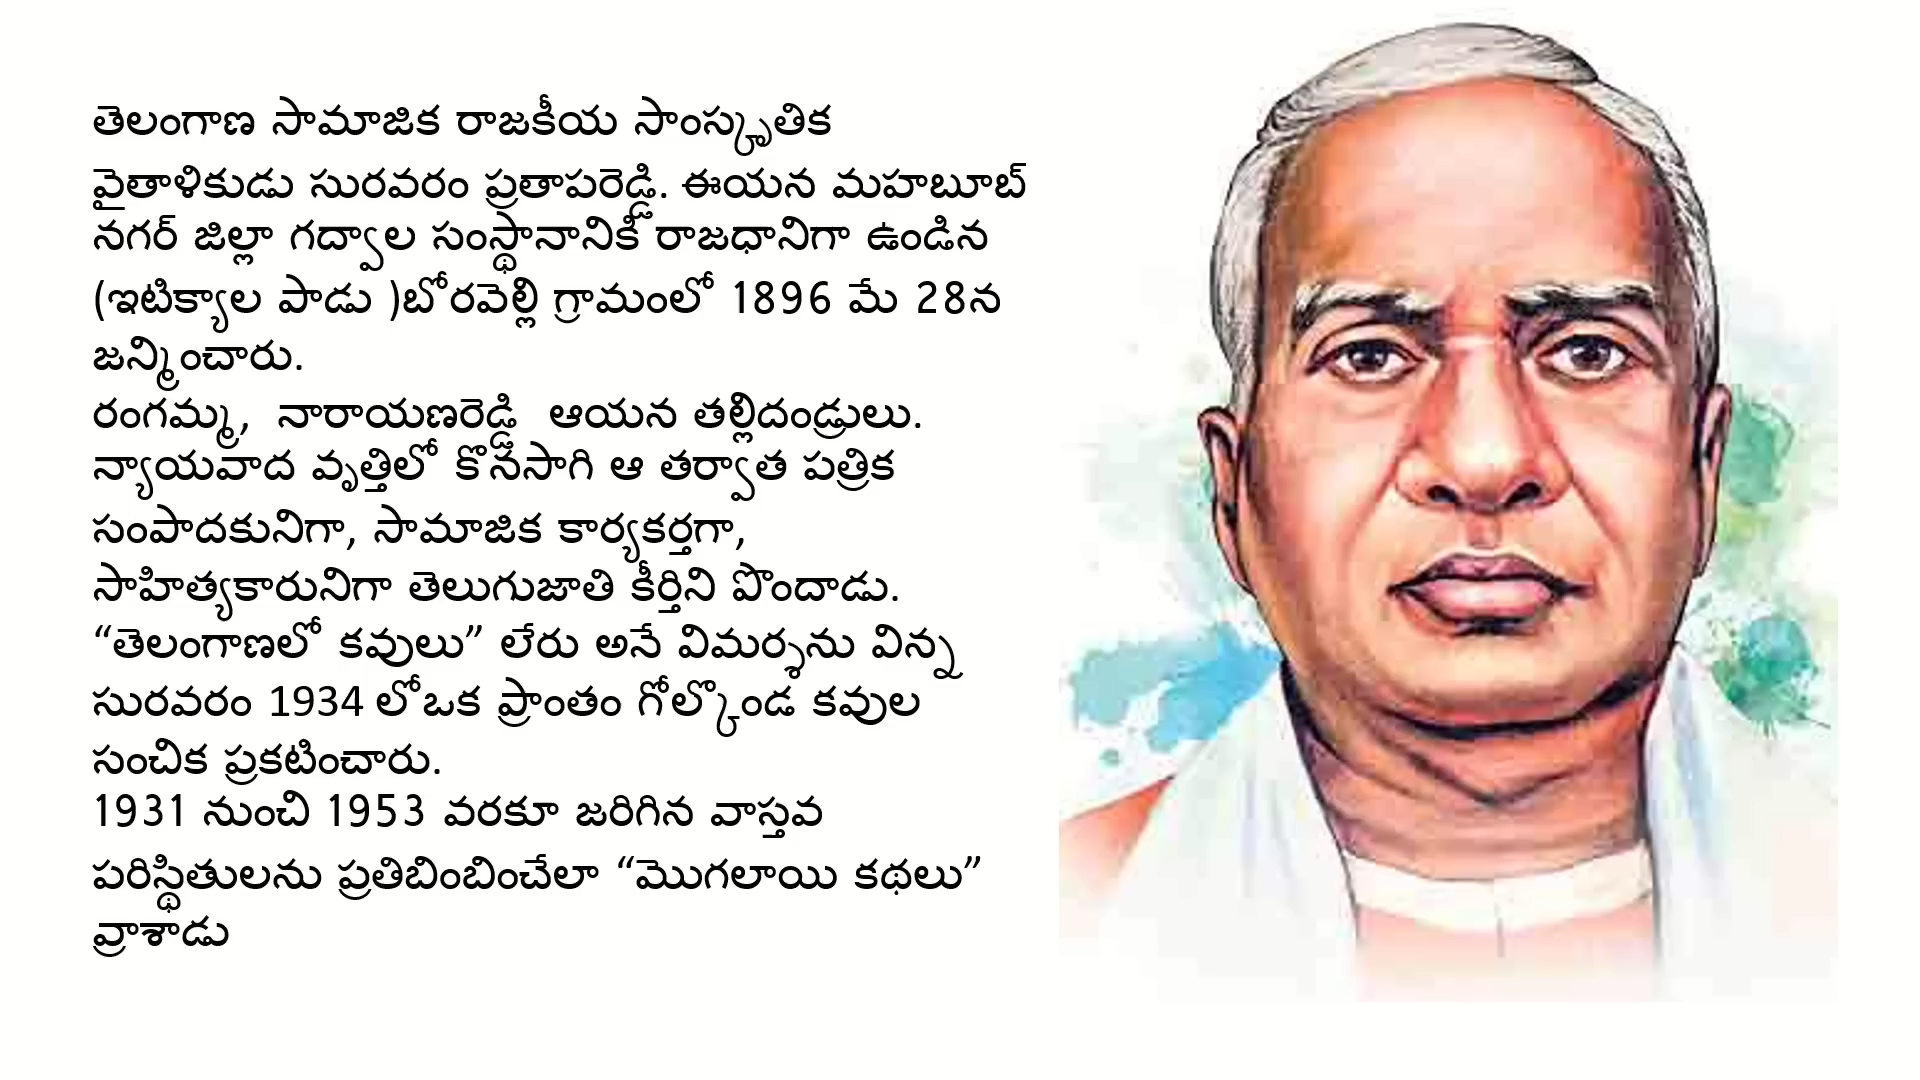 తెలంగాణ సామాజిక రాజకీయ సాంస్కృతిక
వైతాళికుడు సురవరం ప్రతాపరెడ్డి. ఈయన మహబూబ్
నగర్ జిల్లా గద్వాల సంస్థానానికి రాజధానిగా ఉండిన
(ఇటిక్యాల పాడు )బోరవెల్లి గ్రామంలో 1896 మే 28న
జన్మించారు.
రంగమ్మ, నారాయణరెడ్డి ఆయన తల్లిదండ్రులు.
న్యాయవాద వృత్తిలో కొనసాగి ఆ తర్వాత పత్రిక
సంపాదకునిగా, సామాజిక కార్యకర్తగా,
సాహిత్యకారునిగా తెలుగుజాతి కీర్తిని పొందాడు.
“తెలంగాణలో కవులు” లేరు అనే విమర్శను విన్న
సురవరం 1934 లోఒక ప్రాంతం గోల్కొండ కవుల
సంచిక ప్రకటించారు.
1931 నుంచి 1953 వరకూ జరిగిన వాస్తవ
పరిస్థితులను ప్రతిబింబించేలా “మొగలాయి కథలు”
వ్రాశాడు